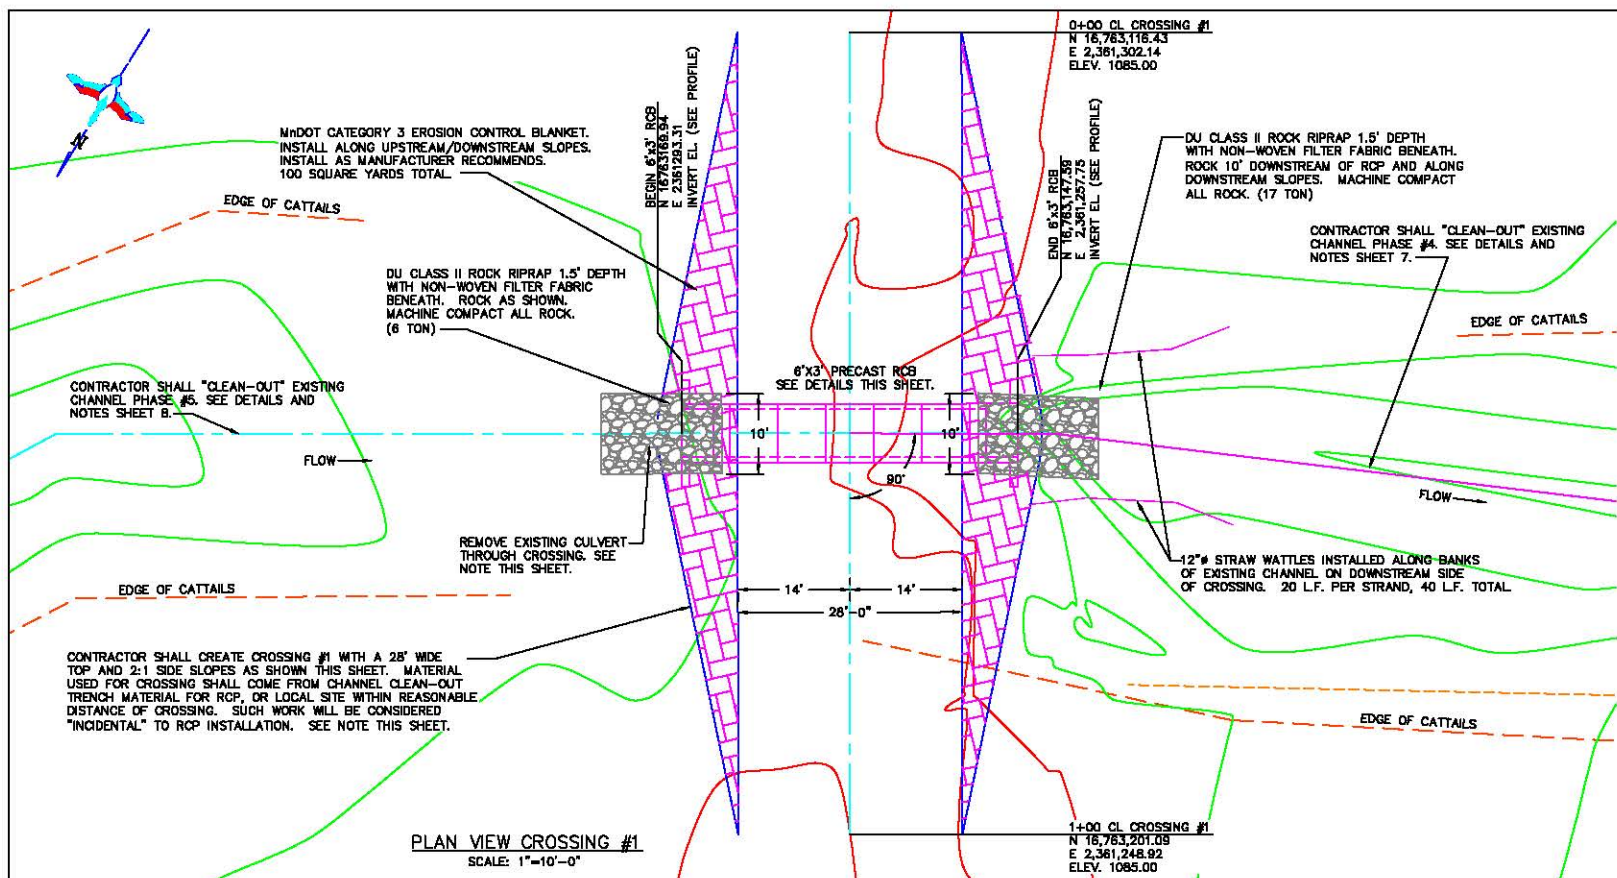 0+00 CL CROSSING #1
N 16,763,116.43
E 2,361,302.14
ELEV. 1085.00
N
MnDOT CATEGORY 3 EROSION CONTROL BLANKET.
INSTALL ALONG UPSTREAM/DOWNSTREAM SLOPES.
INSTALL AS MANUFACTURER RECOMMENDS.
100 SQUARE YARDS TOTAL
BEGIN 6'x3' RCB
N 16763169.94
E 2361293.31
INVERT EL (SEE PROFILE)
END 6'x3' RCB
N 16,763,147.59
E 2,361,257.75
INVERT EL (SEE PROFILE)
DU CLASS II ROCK RIPRAP 1.5' DEPTH
WITH NON-WOVEN FILTER FABRIC BENEATH.
ROCK 10' DOWNSTREAM OF RCP AND ALONG
DOWNSTREAM SLOPES. MACHINE COMPACT
ALL ROCK. (17 TON)
EDGE OF CATTAILS
CONTRACTOR SHALL "CLEAN-OUT" EXISTING
CHANNEL PHASE #4. SEE DETAILS AND
NOTES SHEET 7.
DU CLASS II ROCK RIPRAP 1.5' DEPTH
WITH NON-WOVEN FILTER FABRIC
BENEATH. ROCK AS SHOWN.
MACHINE COMPACT ALL ROCK.
(6 TON)
EDGE OF CATTAILS
6'x3' PRECAST RCB
SEE DETAILS THIS SHEET.
CONTRACTOR SHALL "CLEAN-OUT" EXISTING
CHANNEL PHASE #5. SEE DETAILS AND
NOTES SHEET 8.
10'
10'
FLOW
90°
FLOW
REMOVE EXISTING CULVERT
THROUGH CROSSING. SEE
NOTE THIS SHEET.
12"ø STRAW WATTLES INSTALLED ALONG BANKS
OF EXISTING CHANNEL ON DOWNSTREAM SIDE
OF CROSSING. 20 L.F. PER STRAND, 40 L.F. TOTAL
EDGE OF CATTAILS
14'
14'
28'-0"
CONTRACTOR SHALL CREATE CROSSING #1 WITH A 28' WIDE
TOP AND 2:1 SIDE SLOPES AS SHOWN THIS SHEET. MATERIAL
USED FOR CROSSING SHALL COME FROM CHANNEL CLEAN-OUT
TRENCH MATERIAL FOR RCP, OR LOCAL SITE WITHIN REASONABLE
DISTANCE OF CROSSING. SUCH WORK WILL BE CONSIDERED
"INCIDENTAL" TO RCP INSTALLATION. SEE NOTE THIS SHEET.
EDGE OF CATTAILS
PLAN VIEW CROSSING #1
SCALE: 1"=10'-0"
1+00 CL CROSSING #1
N 16,763,201.09
E 2,361,248.92
ELEV. 1085.00